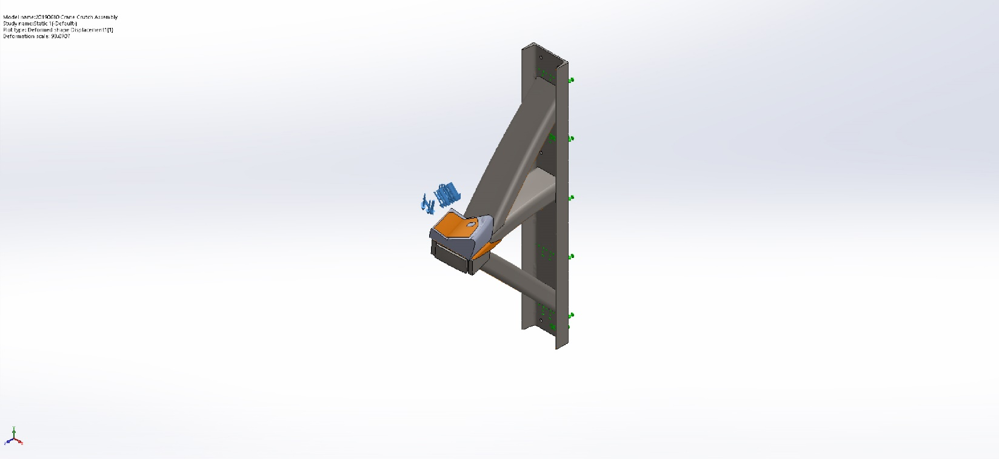 Model name:20190610 Crane Crutch Assembly
Study name:Static 1(-Default-)
Plot type: Deformed shape Displacement1{1}
Deformation scale: 93.0707
Y
Z
X